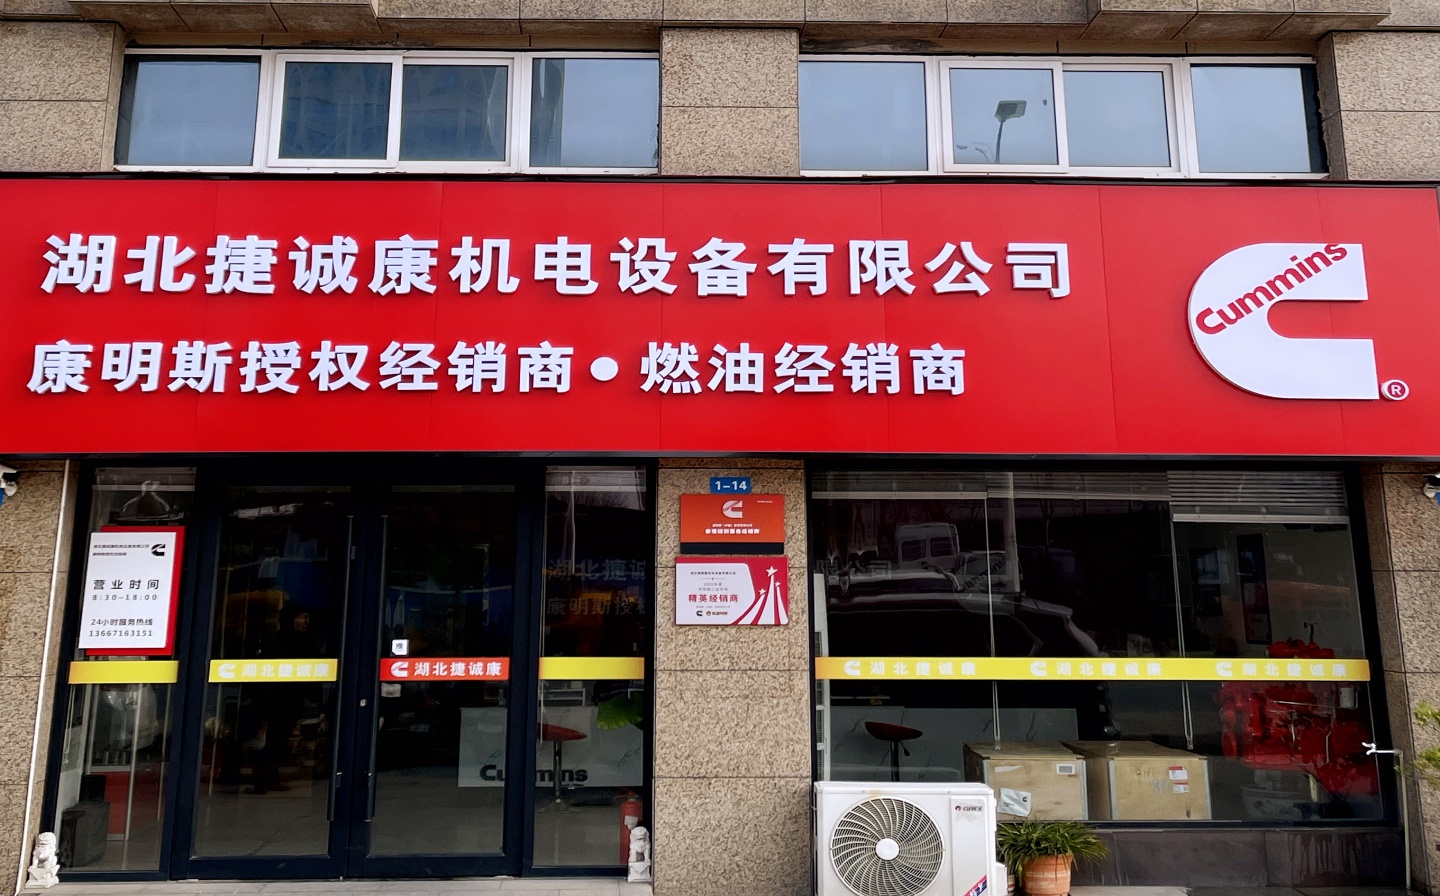 湖北捷诚康机电设备有限公司
康明斯授权经销商•燃油经销商
Cummins
®
1-14
精英经销商
营业时间
8:30-18:00
24小时服务热线
13667163151
湖北捷诚康
湖北捷诚康
湖北捷诚康
湖北捷诚康
湖北捷诚康
推
Cummins
GREE